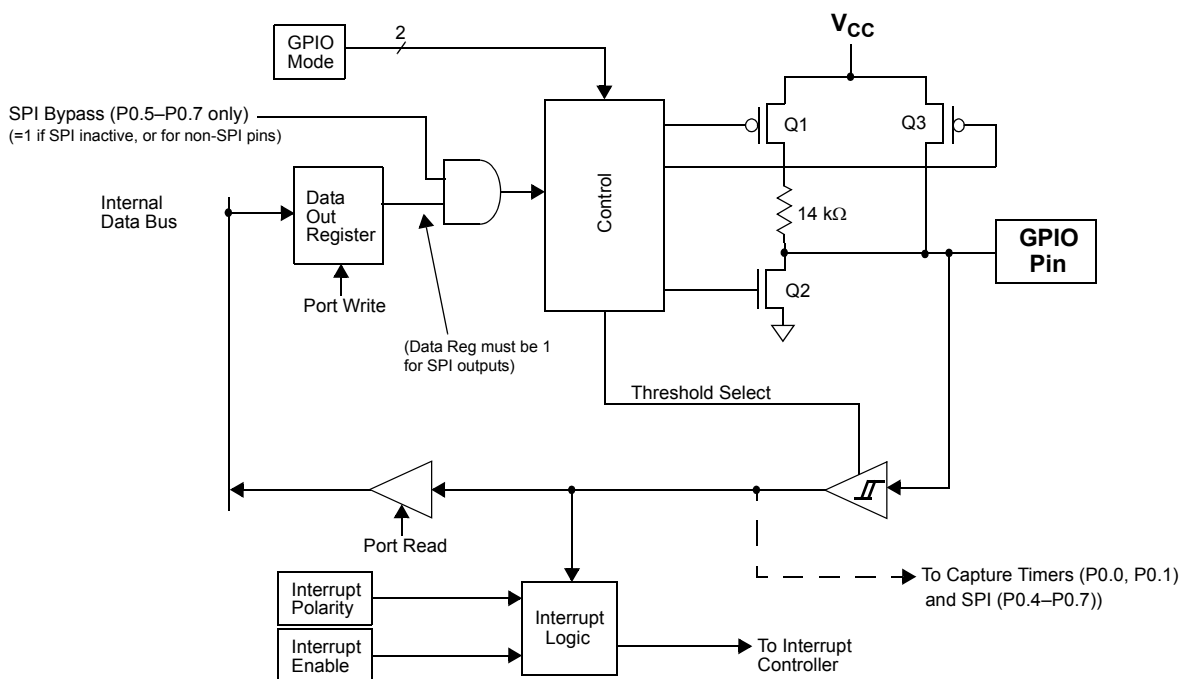 GPIO
Mode
2
VCC
SPI Bypass (P0.5–P0.7 only)
(=1 if SPI inactive, or for non-SPI pins)
Q1
Q3
Control
Internal
Data Bus
Data
Out
Register
14 kΩ
GPIO
Pin
Q2
Port Write
(Data Reg must be 1
for SPI outputs)
Threshold Select
Port Read
To Capture Timers (P0.0, P0.1)
and SPI (P0.4–P0.7))
Interrupt
Polarity
Interrupt
Logic
Interrupt
Enable
To Interrupt
Controller